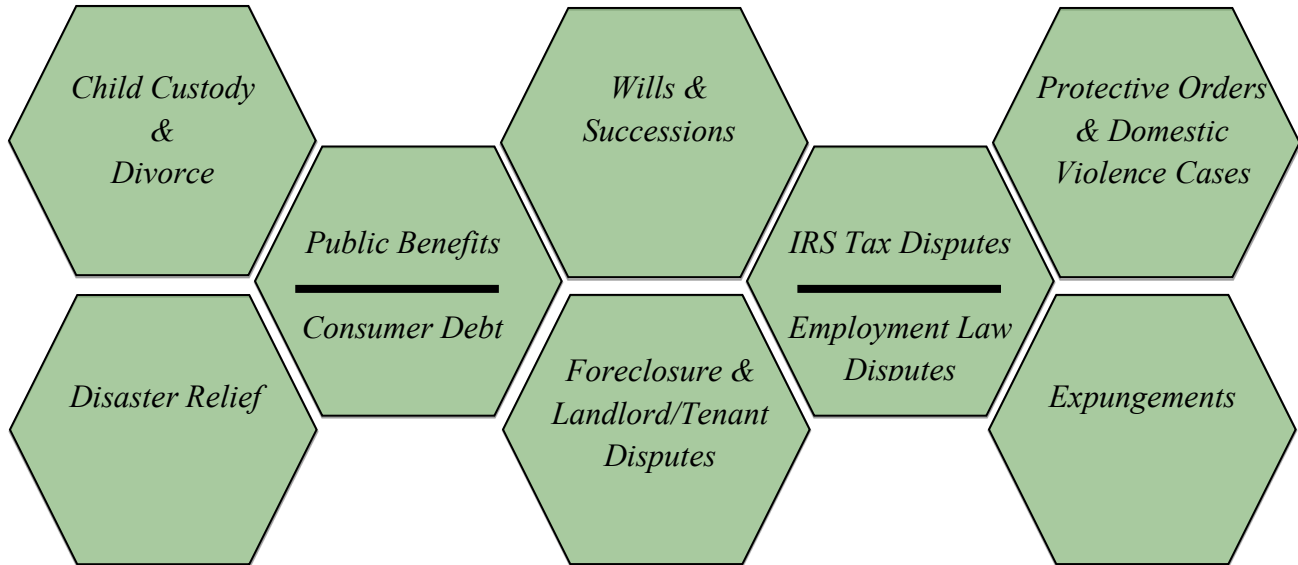 Child Custody
&
Divorce
Wills &
Successions
Protective Orders
& Domestic
Violence Cases
Public Benefits
Consumer Debt
IRS Tax Disputes
Employment Law
Disputes
Disaster Relief
Foreclosure &
Landlord/Tenant
Disputes
Expungements